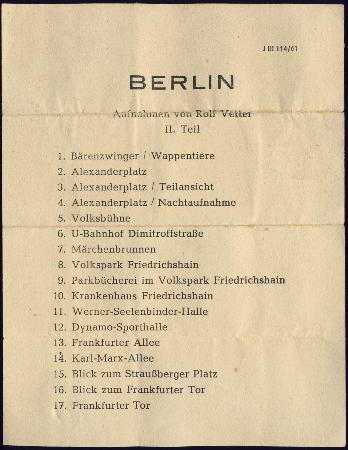 BERLIN
Aufnahmen von Rolf Vetter
II. Teil
1. Bärenzwinger / Wappentiere
2. Alexanderplatz
3. Alexanderplatz / Teilansicht
4. Alexanderplatz / Nachtaufnahme
5. Volksbühne
6. U-Bahnhof Dimitroffstraße
7. Märchenbrunnen
8. Volkspark Friedrichshain
9. Parkbücherei im Volkspark Friedrichshain
10. Krankenhaus Friedrichshain
11. Werner-Seelenbinder-Halle
12. Dynamo-Sporthalle
13. Frankfurter Allee
14. Karl-Marx-Allee
15. Blick zum Straußberger Platz
16. Blick zum Frankfurter Tor
17. Frankfurter Tor